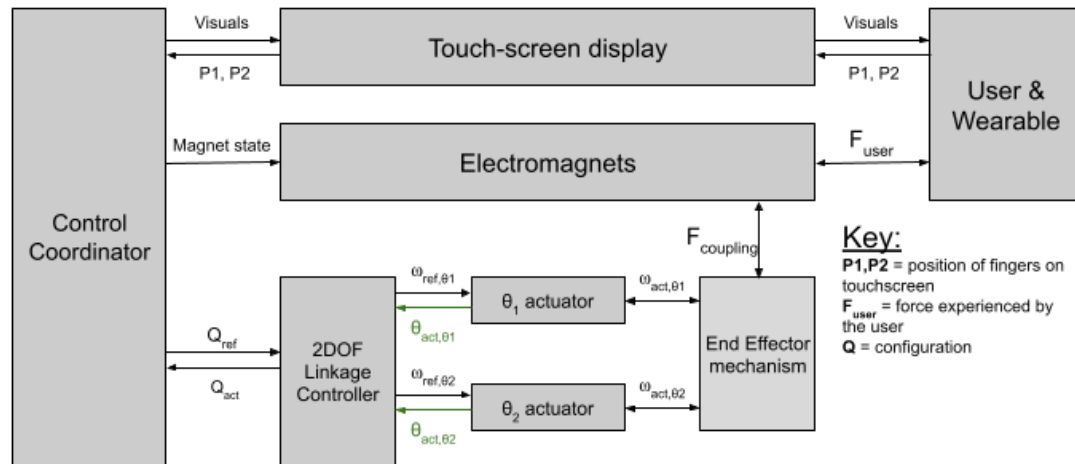 Visuals
P1, P2
Touch-screen display
Visuals
P1, P2
User &
Wearable
Magnet state
Electromagnets
F_user
Control
Coordinator
F_coupling
Key:
P1,P2 = position of fingers on
touchscreen
F_user = force experienced by
the user
Q = configuration
Q_ref
Q_act
2DOF
Linkage
Controller
ω_ref,θ1
θ_act,θ1
θ_1 actuator
ω_act,θ1
ω_ref,θ2
θ_act,θ2
θ_2 actuator
ω_act,θ2
End Effector
mechanism